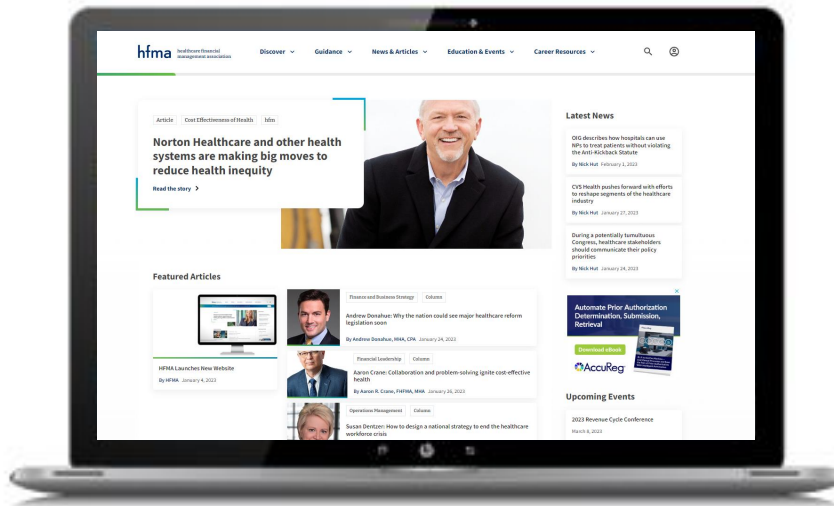 hfma healthcare financial
management association
Discover
Guidance
News & Articles
Education & Events
Career Resources
Article
Cost Effectiveness of Health
hfm
Norton Healthcare and other health
systems are making big moves to
reduce health inequity
Read the story
Latest News
OIG describes how hospitals can use
NPs to treat patients without violating
the Anti-Kickback Statute
By Nick Hut February 1, 2023
CVS Health pushes forward with efforts
to reshape segments of the healthcare
industry
By Nick Hut January 27, 2023
During a potentially tumultuous
Congress, healthcare stakeholders
should communicate their policy
priorities
By Nick Hut January 24, 2023
Featured Articles
HFMA Launches New Website
By HFMA January 4, 2023
Finance and Business Strategy
Column
Andrew Donahue: Why the nation could see major healthcare reform
legislation soon
By Andrew Donahue, MHA, CPA January 24, 2023
Financial Leadership
Column
Aaron Crane: Collaboration and problem-solving ignite cost-effective
health
By Aaron R. Crane, FHFMA, MHA January 26, 2023
Operations Management
Column
Susan Dentzer: How to design a national strategy to end the healthcare
workforce crisis
Automate Prior Authorization
Determination, Submission,
Retrieval
Download eBook
AccuReg
Upcoming Events
2023 Revenue Cycle Conference
March 8, 2023